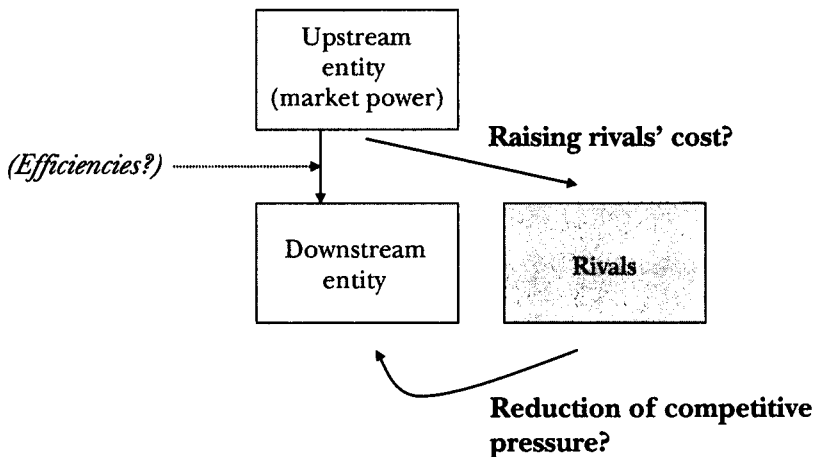 Upstream
entity
(market power)
Raising rivals' cost?
(Efficiencies?)
Downstream
entity
Rivals
Reduction of competitive
pressure?